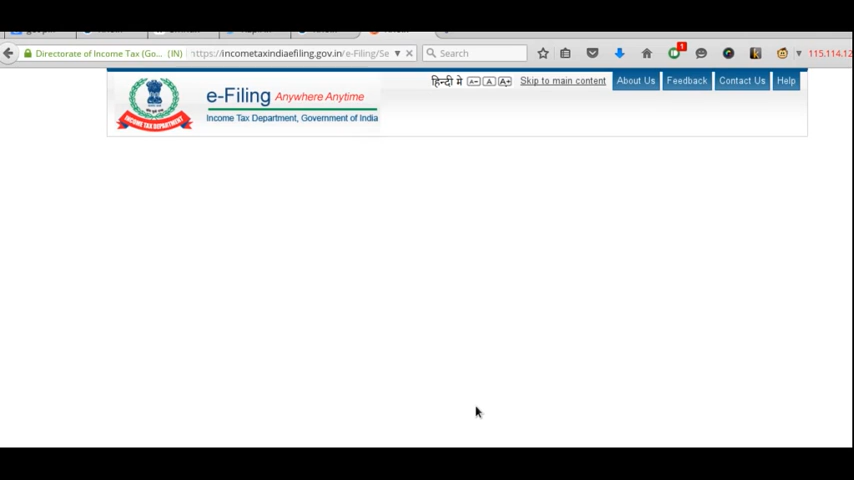 Directorate of Income Tax (Go... (IN) https://incometaxindiaefiling.gov.in/e-Filing/Se Search 1 115.114.12
हिन्दी मे A- A A+ Skip to main content About Us Feedback Contact Us Help
e-Filing Anywhere Anytime
Income Tax Department, Government of India
INCOME TAX DEPARTMENT